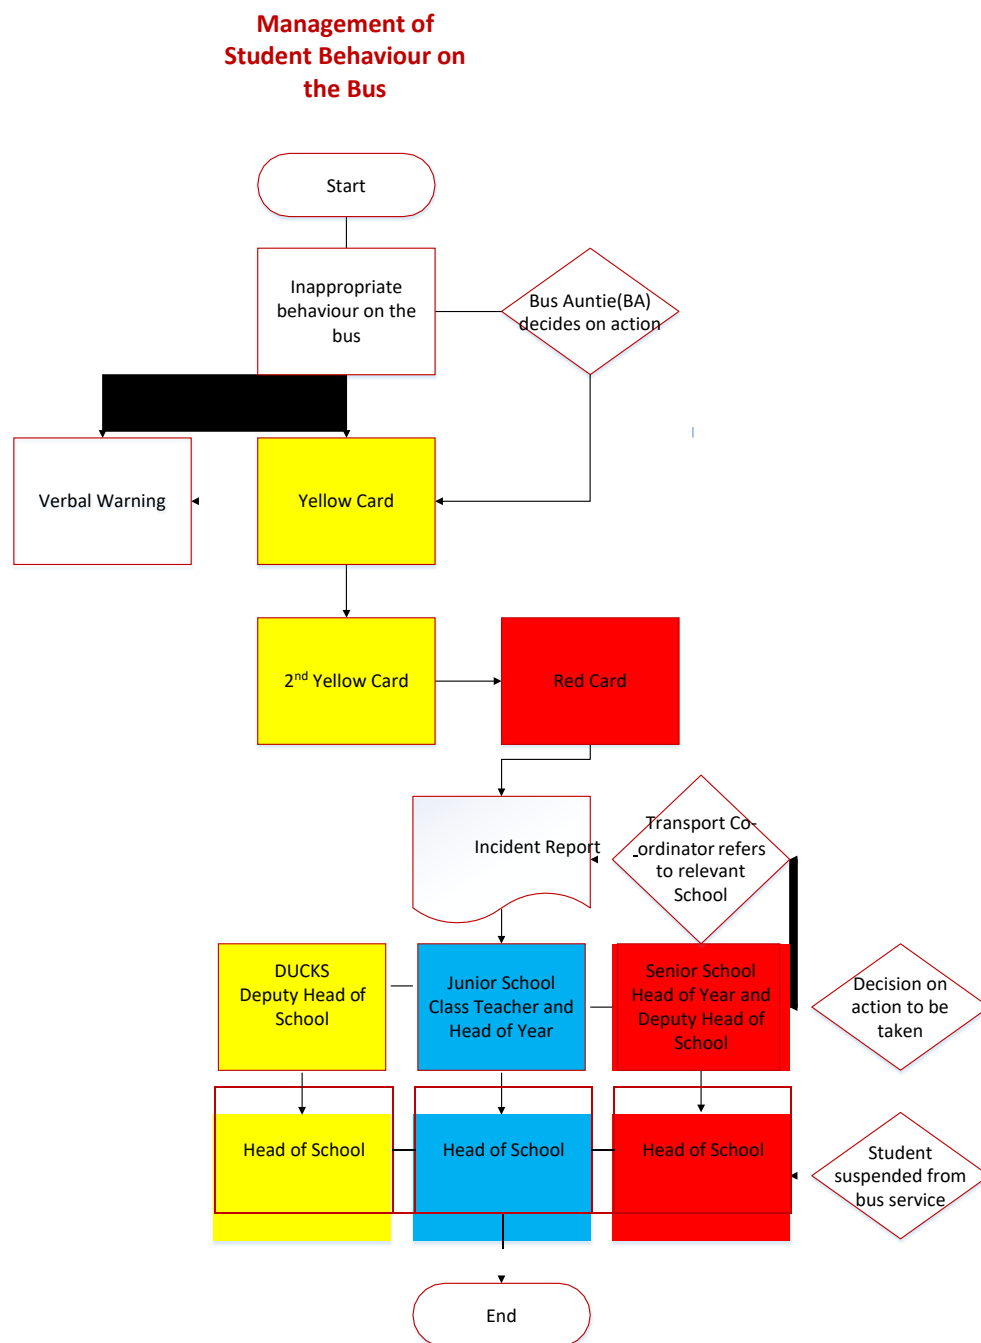 Management of
Student Behaviour on
the Bus
Start
Inappropriate
behaviour on the
bus
Bus Auntie(BA)
decides on action
Verbal Warning
Yellow Card
2nd Yellow Card
Red Card
Incident Report
Transport Co-
ordinator refers
to relevant
School
DUCKS
Deputy Head of
School
Junior School
Class Teacher and
Head of Year
Senior School
Head of Year and
Deputy Head of
School
Decision on
action to be
taken
Head of School
Head of School
Head of School
Student
suspended from
bus service
End